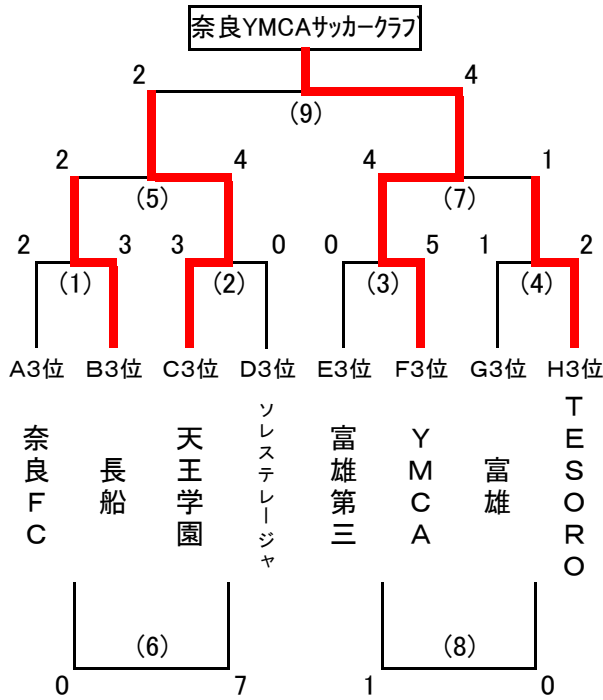 奈良YMCAサッカークラブ
2 4
(9)
2 4 4 1
(5) (7)
2 3 3 0 0 5 1 2
(1) (2) (3) (4)
A3位 B3位 C3位 D3位 E3位 F3位 G3位 H3位
奈良FC
長船
天王学園
ソレステレージャ
富雄第三
YMCA
富雄
TESORO
(6) (8)
0 7 1 0